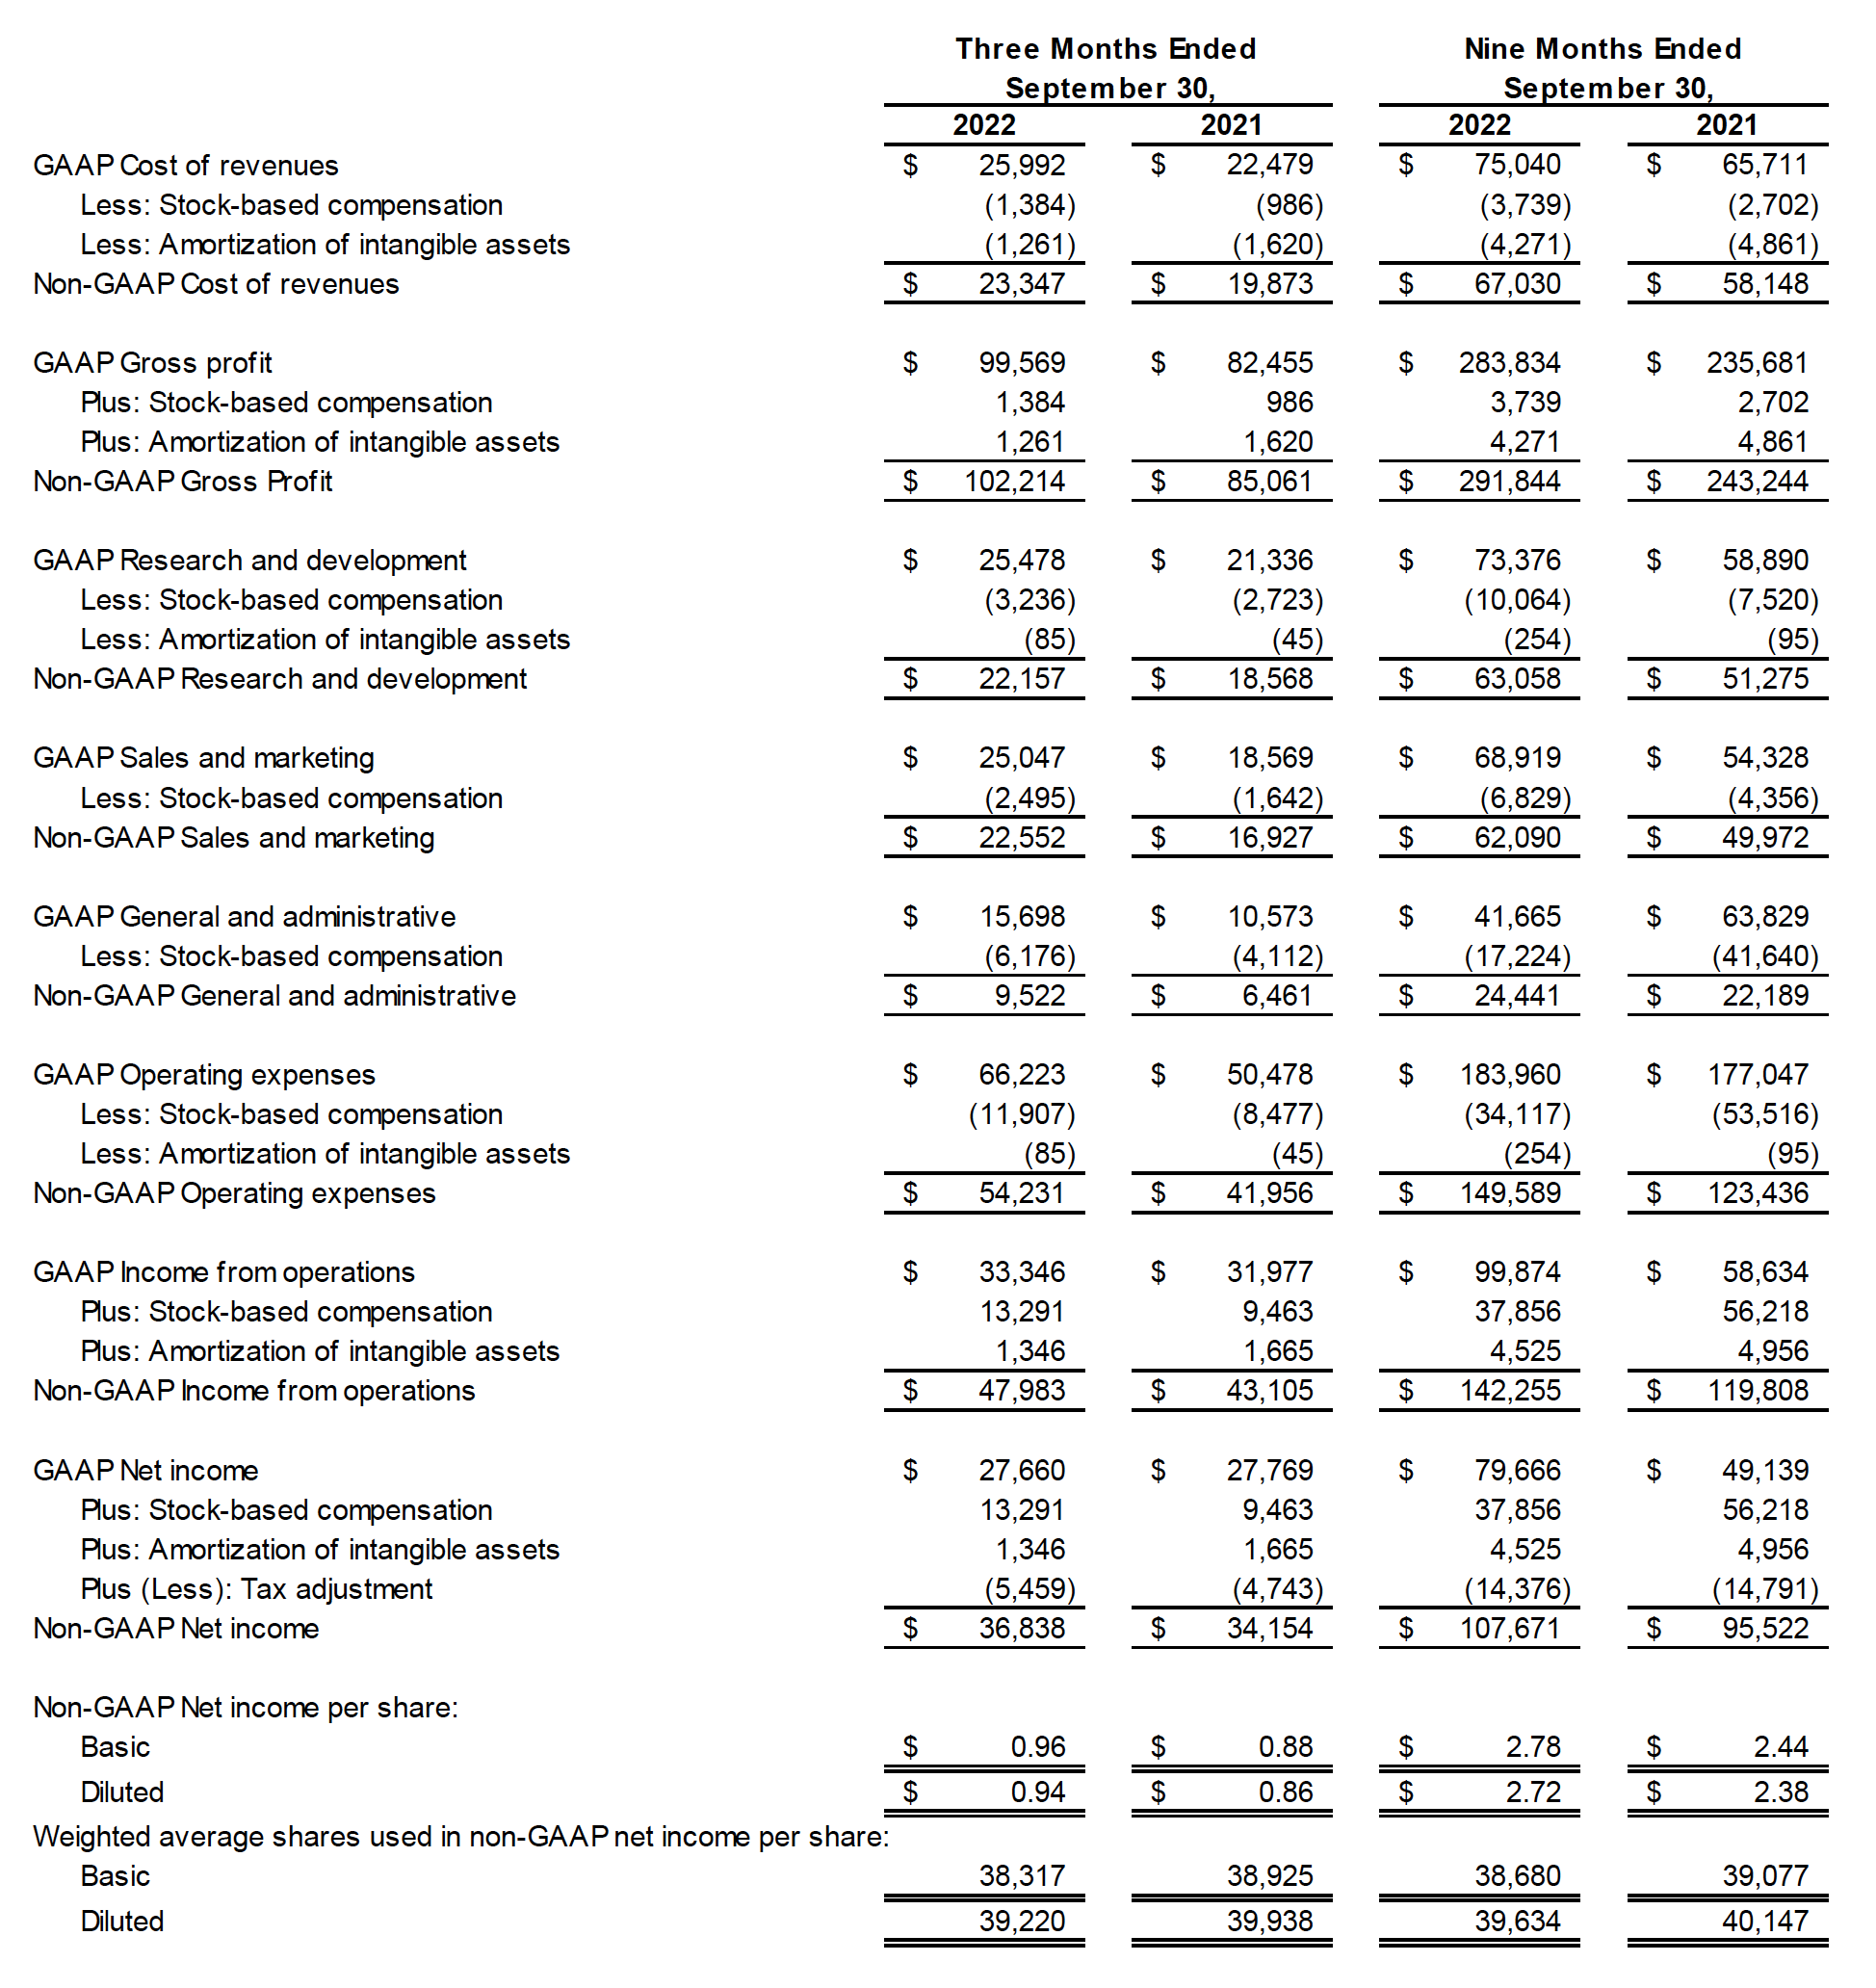 Three Months Ended Nine Months Ended
September 30, September 30,
2022 2021 2022 2021
GAAP Cost of revenues $ 25,992 $ 22,479 $ 75,040 $ 65,711
Less: Stock-based compensation (1,384) (986) (3,739) (2,702)
Less: Amortization of intangible assets (1,261) (1,620) (4,271) (4,861)
Non-GAAP Cost of revenues $ 23,347 $ 19,873 $ 67,030 $ 58,148
GAAP Gross profit $ 99,569 $ 82,455 $ 283,834 $ 235,681
Plus: Stock-based compensation 1,384 986 3,739 2,702
Plus: Amortization of intangible assets 1,261 1,620 4,271 4,861
Non-GAAP Gross Profit $ 102,214 $ 85,061 $ 291,844 $ 243,244
GAAP Research and development $ 25,478 $ 21,336 $ 73,376 $ 58,890
Less: Stock-based compensation (3,236) (2,723) (10,064) (7,520)
Less: Amortization of intangible assets (85) (45) (254) (95)
Non-GAAP Research and development $ 22,157 $ 18,568 $ 63,058 $ 51,275
GAAP Sales and marketing $ 25,047 $ 18,569 $ 68,919 $ 54,328
Less: Stock-based compensation (2,495) (1,642) (6,829) (4,356)
Non-GAAP Sales and marketing $ 22,552 $ 16,927 $ 62,090 $ 49,972
GAAP General and administrative $ 15,698 $ 10,573 $ 41,665 $ 63,829
Less: Stock-based compensation (6,176) (4,112) (17,224) (41,640)
Non-GAAP General and administrative $ 9,522 $ 6,461 $ 24,441 $ 22,189
GAAP Operating expenses $ 66,223 $ 50,478 $ 183,960 $ 177,047
Less: Stock-based compensation (11,907) (8,477) (34,117) (53,516)
Less: Amortization of intangible assets (85) (45) (254) (95)
Non-GAAP Operating expenses $ 54,231 $ 41,956 $ 149,589 $ 123,436
GAAP Income from operations $ 33,346 $ 31,977 $ 99,874 $ 58,634
Plus: Stock-based compensation 13,291 9,463 37,856 56,218
Plus: Amortization of intangible assets 1,346 1,665 4,525 4,956
Non-GAAP Income from operations $ 47,983 $ 43,105 $ 142,255 $ 119,808
GAAP Net income $ 27,660 $ 27,769 $ 79,666 $ 49,139
Plus: Stock-based compensation 13,291 9,463 37,856 56,218
Plus: Amortization of intangible assets 1,346 1,665 4,525 4,956
Plus (Less): Tax adjustment (5,459) (4,743) (14,376) (14,791)
Non-GAAP Net income $ 36,838 $ 34,154 $ 107,671 $ 95,522
Non-GAAP Net income per share:
Basic $ 0.96 $ 0.88 $ 2.78 $ 2.44
Diluted $ 0.94 $ 0.86 $ 2.72 $ 2.38
Weighted average shares used in non-GAAP net income per share:
Basic 38,317 38,925 38,680 39,077
Diluted 39,220 39,938 39,634 40,147